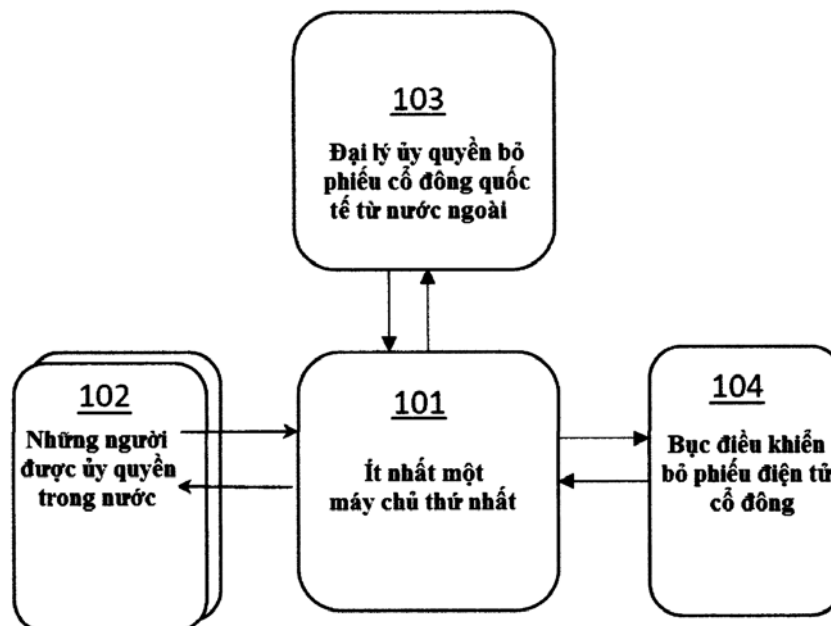 103
Đại lý ủy quyền bỏ
phiếu cổ đông quốc
tế từ nước ngoài
102
Những người
được ủy quyền
trong nước
101
Ít nhất một
máy chủ thứ nhất
104
Bục điều khiển
bỏ phiếu điện tử
cổ đông